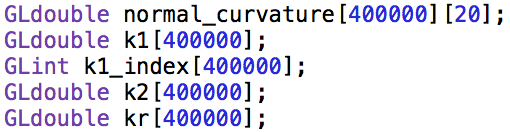 GLdouble normal_curvature[400000][20];
GLdouble k1[400000];
GLint k1_index[400000];
GLdouble k2[400000];
GLdouble kr[400000];